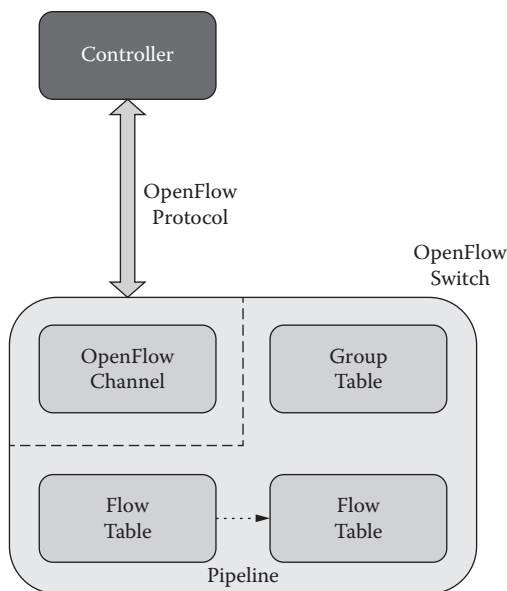 Controller
OpenFlow
Protocol
OpenFlow
Switch
OpenFlow
Channel
Group
Table
Flow
Table
Flow
Table
Pipeline